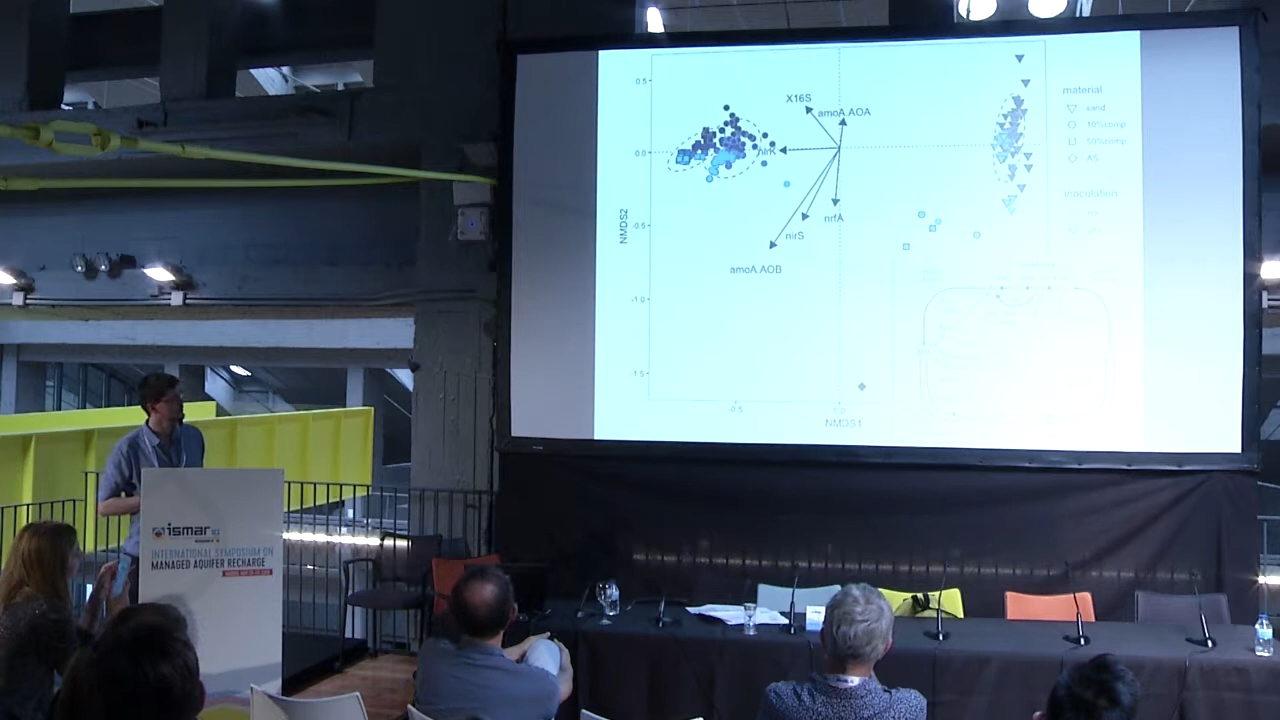 0.5
0.0
-0.5
-1.0
-1.5
NMDS2
X16S
amoA.AOA
nirK
nrfA
nirS
amoA.AOB
-0.5
0.0
NMDS1
material
sand
10%comp
50%comp
AS
inoculation
ismar
INTERNATIONAL SYMPOSIUM ON
MANAGED AQUIFER RECHARGE